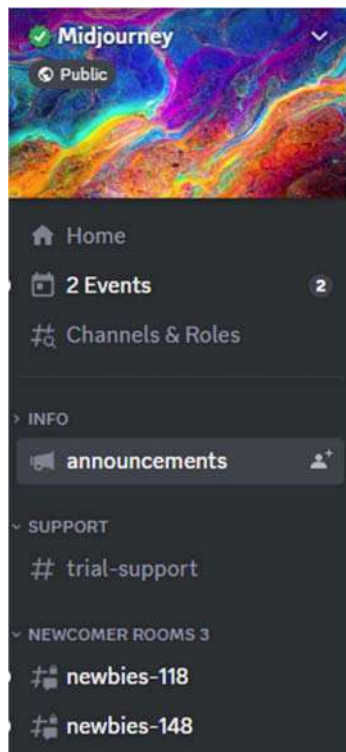 Midjourney
Public
Home
2 Events 2
Channels & Roles
INFO
announcements
SUPPORT
trial-support
NEWCOMER ROOMS 3
newbies-118
newbies-148